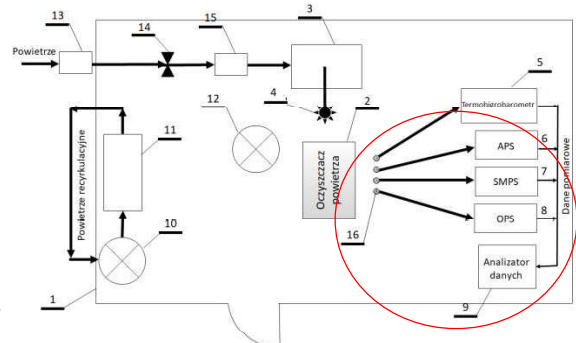 13
14
15
3
5
Powietrze
4
Termohigrobarometr
12
2
11
APS
6
Oczyszczacz
powietrza
SMPS
7
Powietrze recyrkulacyjne
Dane pomiarowe
OPS
8
10
16
Analizator
danych
1
9